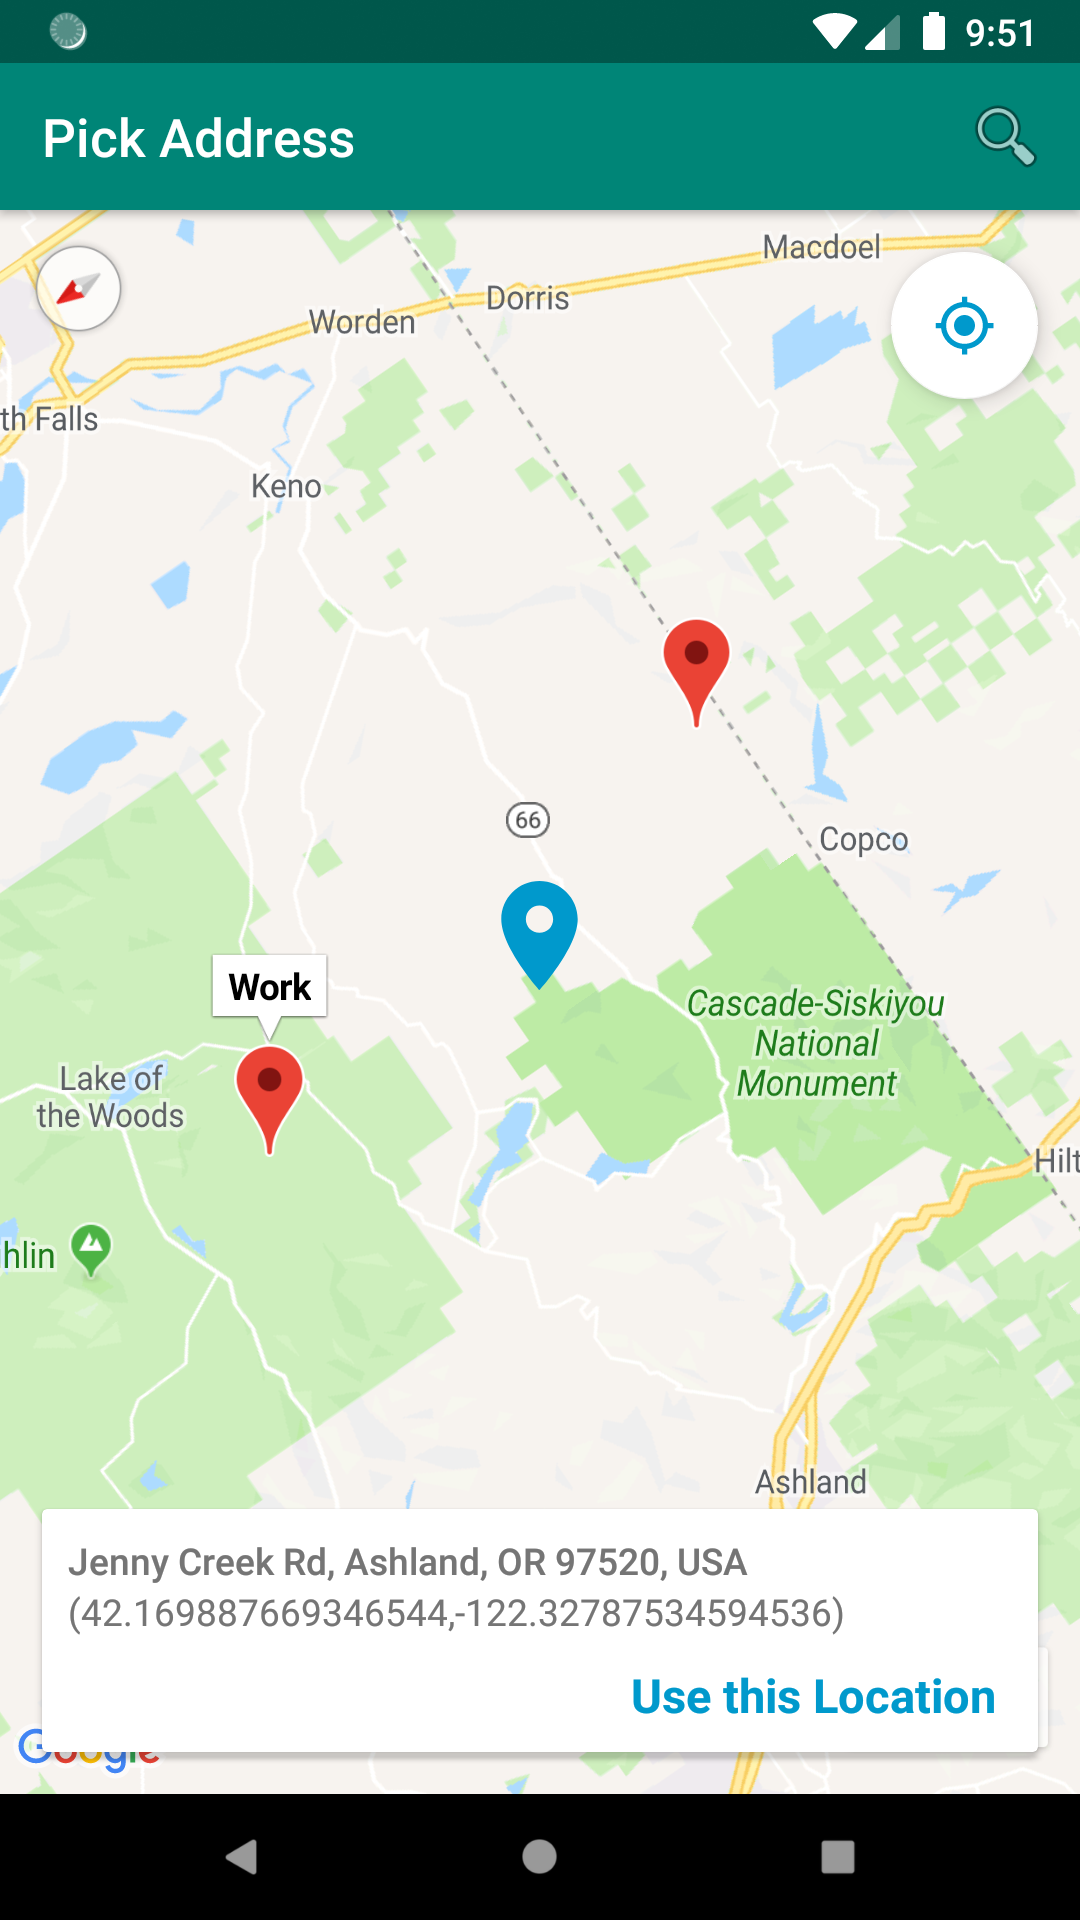 9:51
Pick Address
Macdoel
Dorris
Worden
th Falls
Keno
66
Copco
Work
Cascade-Siskiyou
National
Monument
Lake of
the Woods
Hilt
hlin
Ashland
Jenny Creek Rd, Ashland, OR 97520, USA
(42.169887669346544,-122.32787534594536)
Use this Location
Google